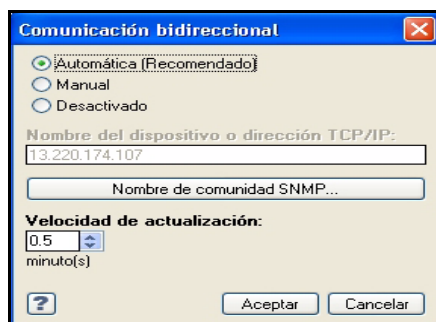 Comunicación bidireccional
Automática (Recomendado)
Manual
Desactivado
Nombre del dispositivo o dirección TCP/IP:
13.220.174.107
Nombre de comunidad SNMP...
Velocidad de actualización:
0.5
minuto(s)
?
Aceptar Cancelar